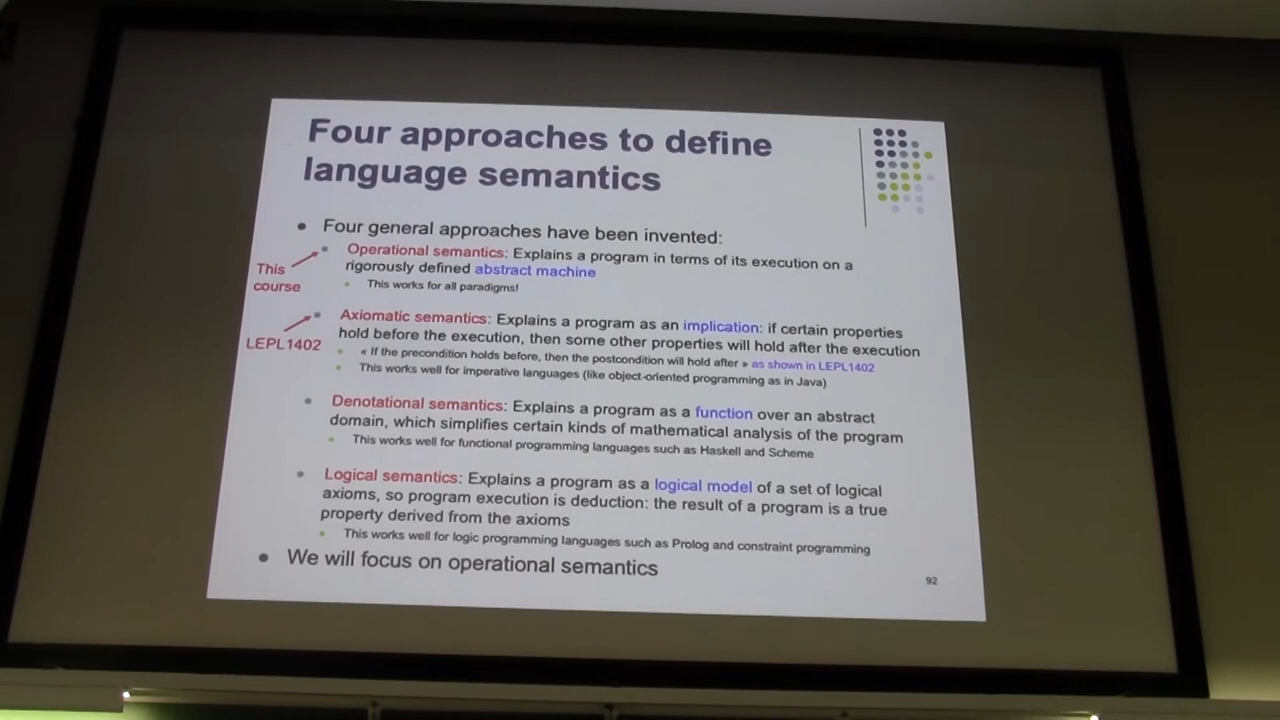 Four approaches to define
language semantics
• Four general approaches have been invented:
• Operational semantics: Explains a program in terms of its execution on a
rigorously defined abstract machine
• This works for all paradigms!
This
course
• Axiomatic semantics: Explains a program as an implication: if certain properties
hold before the execution, then some other properties will hold after the execution
LEPL1402
• « If the precondition holds before, then the postcondition will hold after » as shown in LEPL1402
• This works well for imperative languages (like object-oriented programming as in Java)
• Denotational semantics: Explains a program as a function over an abstract
domain, which simplifies certain kinds of mathematical analysis of the program
• This works well for functional programming languages such as Haskell and Scheme
• Logical semantics: Explains a program as a logical model of a set of logical
axioms, so program execution is deduction: the result of a program is a true
property derived from the axioms
• This works well for logic programming languages such as Prolog and constraint programming
• We will focus on operational semantics
92